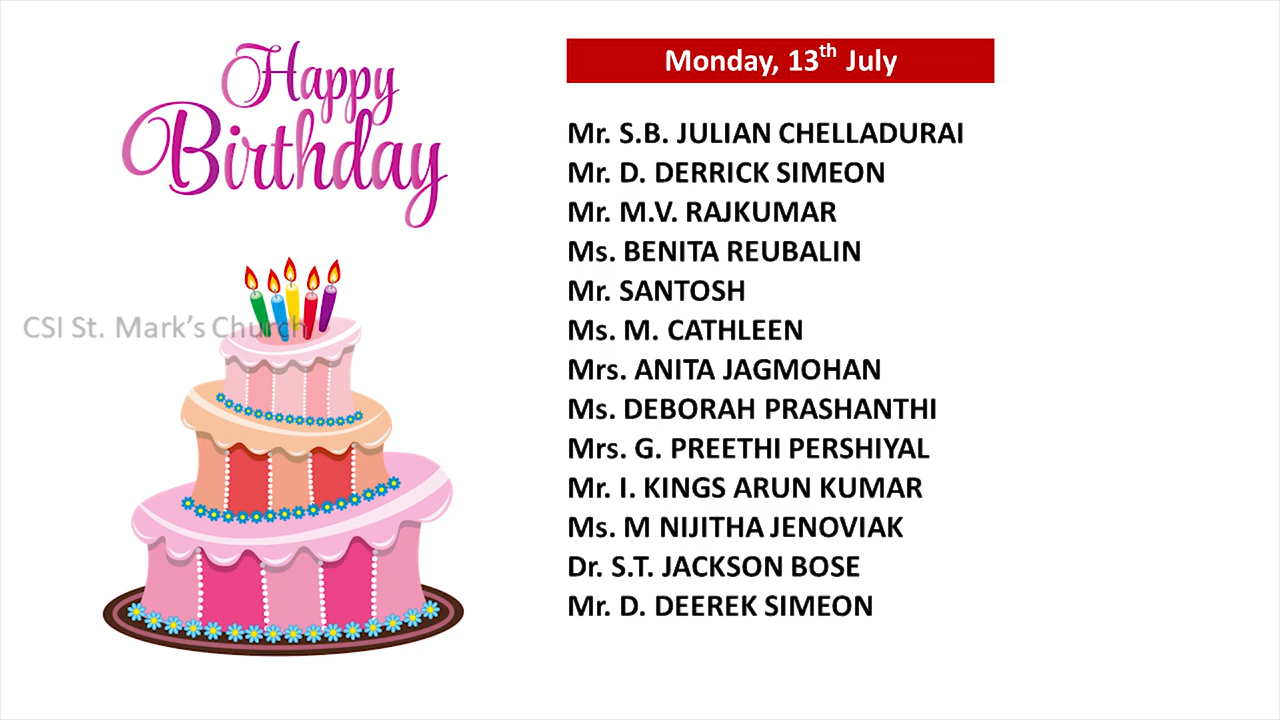 Happy
Birthday
CSI St. Mark's Church
Monday, 13th July
Mr. S.B. JULIAN CHELLADURAI
Mr. D. DERRICK SIMEON
Mr. M.V. RAJKUMAR
Ms. BENITA REUBALIN
Mr. SANTOSH
Ms. M. CATHLEEN
Mrs. ANITA JAGMOHAN
Ms. DEBORAH PRASHANTHI
Mrs. G. PREETHI PERSHIYAL
Mr. I. KINGS ARUN KUMAR
Ms. M NIJITHA JENOVIAK
Dr. S.T. JACKSON BOSE
Mr. D. DEEREK SIMEON